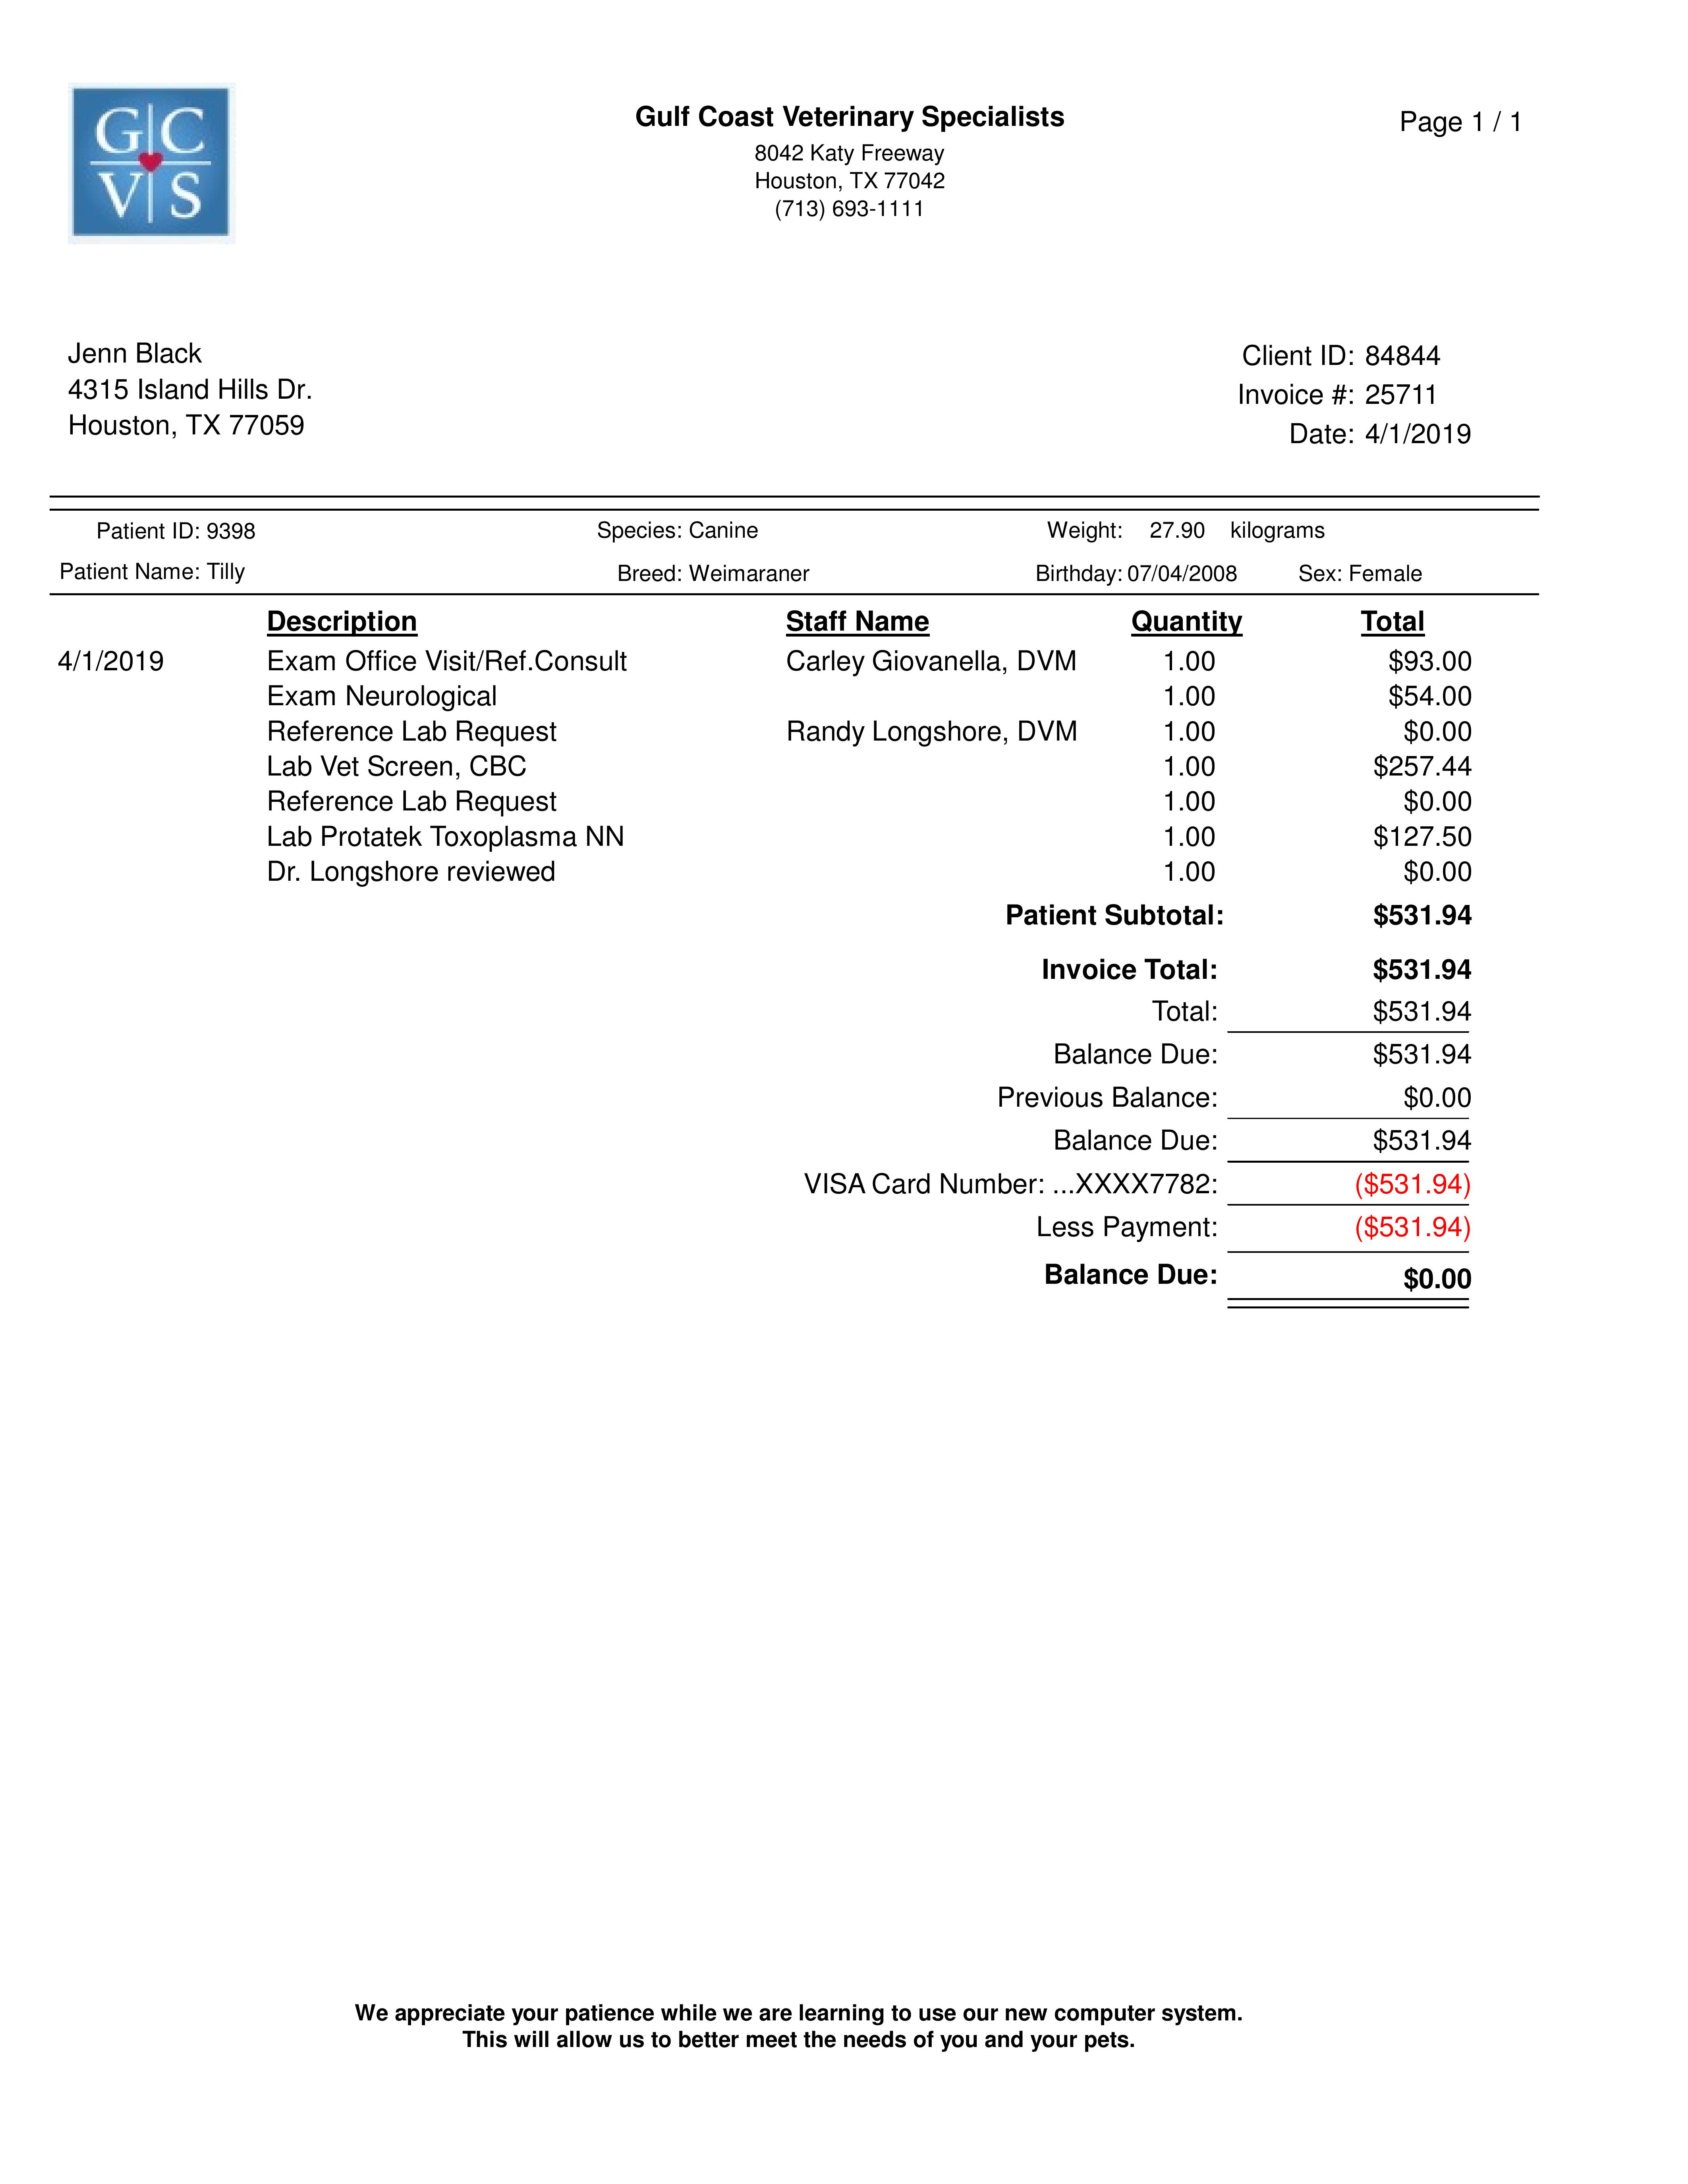 G C
V S
Gulf Coast Veterinary Specialists
8042 Katy Freeway
Houston, TX 77042
(713) 693-1111
Page 1 / 1
Jenn Black
4315 Island Hills Dr.
Houston, TX 77059
Client ID: 84844
Invoice #: 25711
Date: 4/1/2019
Patient ID: 9398 Species: Canine Weight: 27.90 kilograms
Patient Name: Tilly Breed: Weimaraner Birthday: 07/04/2008 Sex: Female
Description Staff Name Quantity Total
4/1/2019 Exam Office Visit/Ref.Consult Carley Giovanella, DVM 1.00 $93.00
Exam Neurological 1.00 $54.00
Reference Lab Request Randy Longshore, DVM 1.00 $0.00
Lab Vet Screen, CBC 1.00 $257.44
Reference Lab Request 1.00 $0.00
Lab Protatek Toxoplasma NN 1.00 $127.50
Dr. Longshore reviewed 1.00 $0.00
Patient Subtotal: $531.94
Invoice Total: $531.94
Total: $531.94
Balance Due: $531.94
Previous Balance: $0.00
Balance Due: $531.94
VISA Card Number: ...XXXX7782: ($531.94)
Less Payment: ($531.94)
Balance Due: $0.00
We appreciate your patience while we are learning to use our new computer system.
This will allow us to better meet the needs of you and your pets.